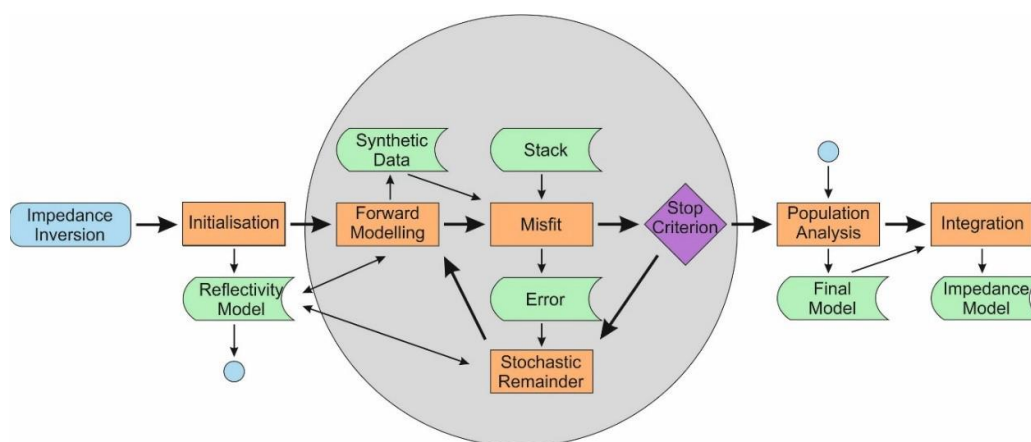 Impedance
Inversion
Initialisation
Reflectivity
Model
Synthetic
Data
Forward
Modelling
Stack
Misfit
Error
Stochastic
Remainder
Stop
Criterion
Population
Analysis
Final
Model
Integration
Impedance
Model